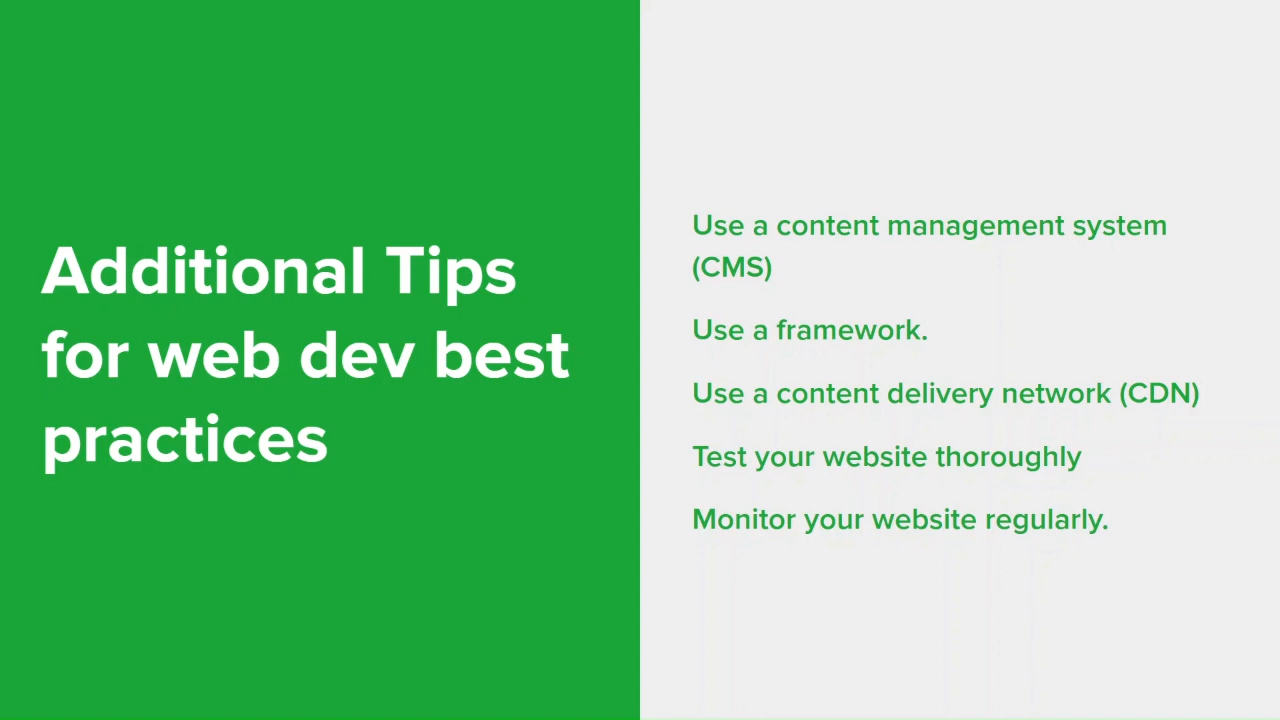 Additional Tips
for web dev best
practices
Use a content management system
(CMS)
Use a framework.
Use a content delivery network (CDN)
Test your website thoroughly
Monitor your website regularly.